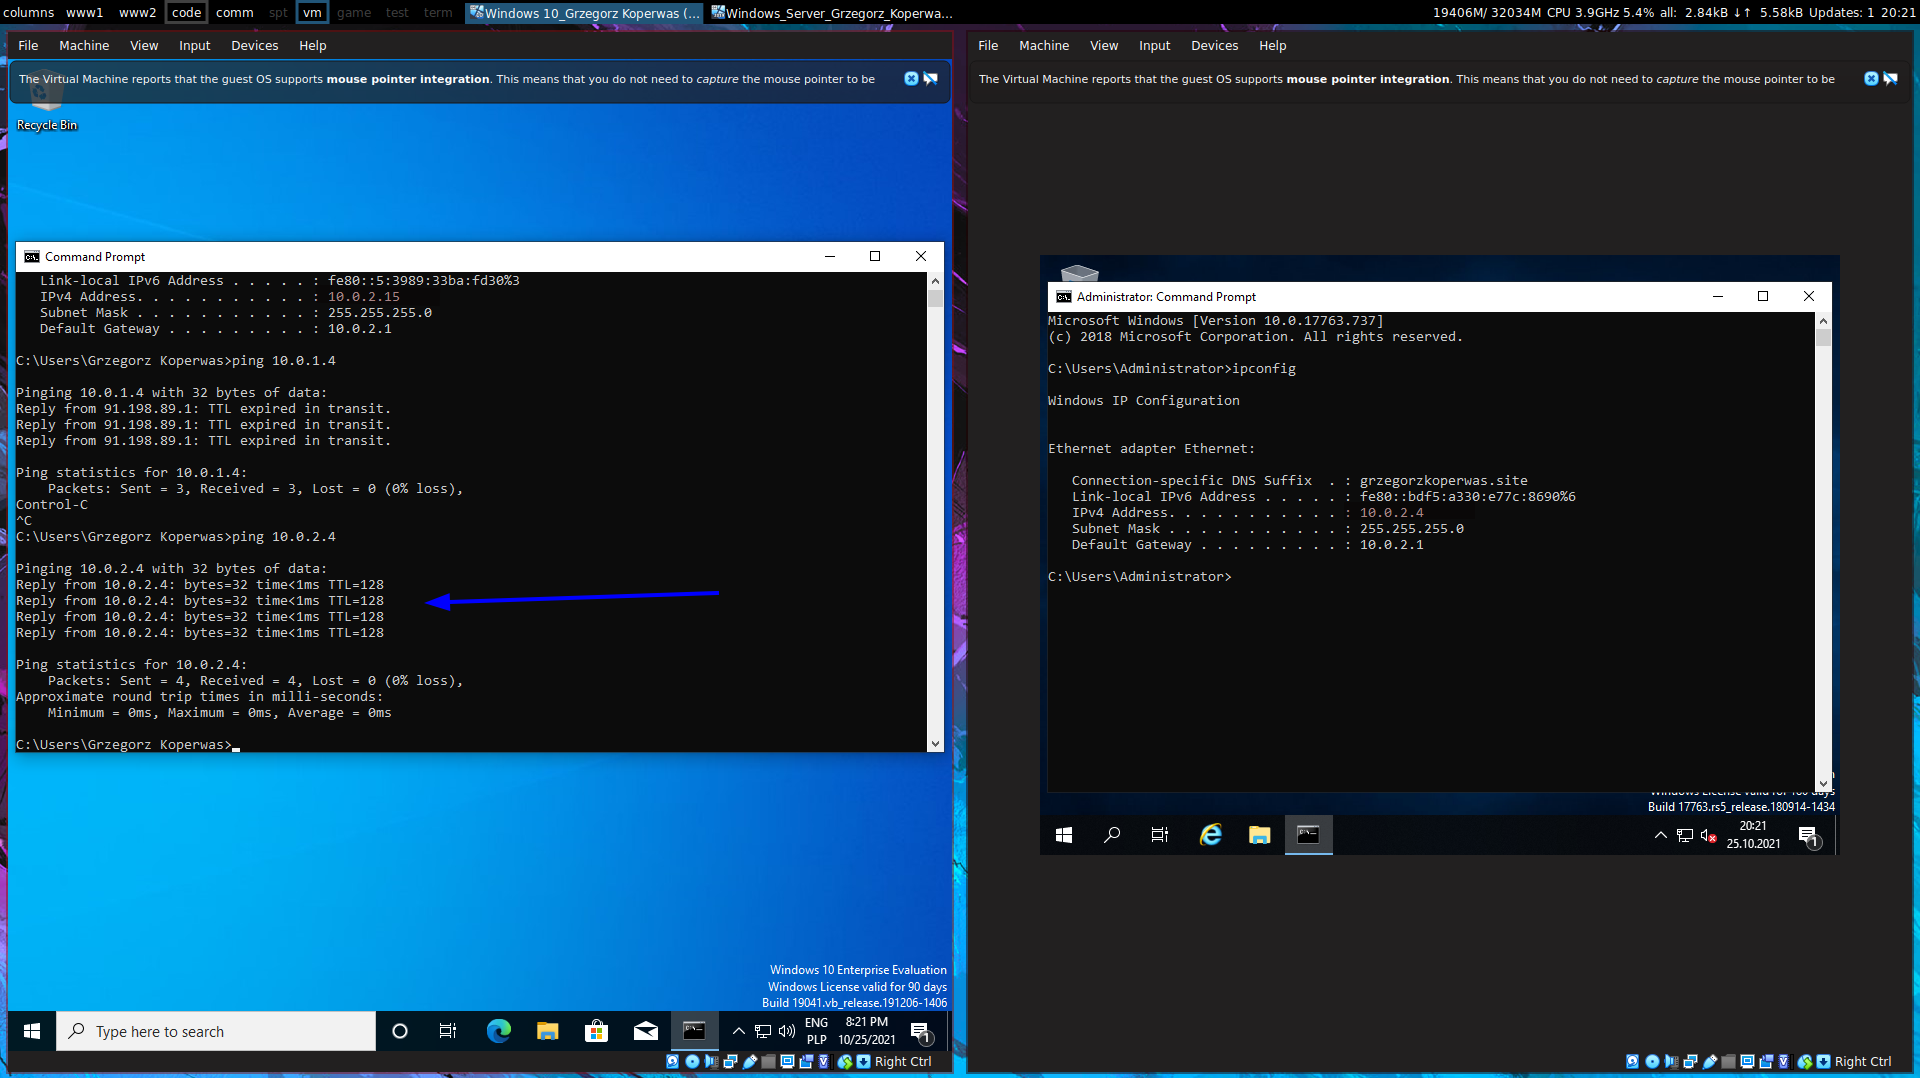 columns www1 www2 code comm spt vm game test term Windows 10_Grzegorz Koperwas (... Windows_Server_Grzegorz_Koperwa... 19406M/ 32034M CPU 3.9GHz 5.4% all: 2.84kB ↓↑ 5.58kB Updates: 1 20:21
File Machine View Input Devices Help
The Virtual Machine reports that the guest OS supports mouse pointer integration. This means that you do not need to capture the mouse pointer to be
Recycle Bin
Command Prompt
Link-local IPv6 Address . . . . . : fe80::5:3989:33ba:fd30%3
IPv4 Address. . . . . . . . . . . : 10.0.2.15
Subnet Mask . . . . . . . . . . . : 255.255.255.0
Default Gateway . . . . . . . . . : 10.0.2.1
C:\Users\Grzegorz Koperwas>ping 10.0.1.4
Pinging 10.0.1.4 with 32 bytes of data:
Reply from 91.198.89.1: TTL expired in transit.
Reply from 91.198.89.1: TTL expired in transit.
Reply from 91.198.89.1: TTL expired in transit.
Ping statistics for 10.0.1.4:
Packets: Sent = 3, Received = 3, Lost = 0 (0% loss),
Control-C
^C
C:\Users\Grzegorz Koperwas>ping 10.0.2.4
Pinging 10.0.2.4 with 32 bytes of data:
Reply from 10.0.2.4: bytes=32 time<1ms TTL=128
Reply from 10.0.2.4: bytes=32 time<1ms TTL=128
Reply from 10.0.2.4: bytes=32 time<1ms TTL=128
Reply from 10.0.2.4: bytes=32 time<1ms TTL=128
Ping statistics for 10.0.2.4:
Packets: Sent = 4, Received = 4, Lost = 0 (0% loss),
Approximate round trip times in milli-seconds:
Minimum = 0ms, Maximum = 0ms, Average = 0ms
C:\Users\Grzegorz Koperwas>
Windows 10 Enterprise Evaluation
Windows License valid for 90 days
Build 19041.vb_release.191206-1406
Type here to search
ENG 8:21 PM
PLP 10/25/2021
1
Right Ctrl
File Machine View Input Devices Help
The Virtual Machine reports that the guest OS supports mouse pointer integration. This means that you do not need to capture the mouse pointer to be
Administrator: Command Prompt
Microsoft Windows [Version 10.0.17763.737]
(c) 2018 Microsoft Corporation. All rights reserved.
C:\Users\Administrator>ipconfig
Windows IP Configuration
Ethernet adapter Ethernet:
Connection-specific DNS Suffix . : grzegorzkoperwas.site
Link-local IPv6 Address . . . . . : fe80::bdf5:a330:e77c:8690%6
IPv4 Address. . . . . . . . . . . : 10.0.2.4
Subnet Mask . . . . . . . . . . . : 255.255.255.0
Default Gateway . . . . . . . . . : 10.0.2.1
C:\Users\Administrator>
Windows License valid for 180 days
Build 17763.rs5_release.180914-1434
20:21
25.10.2021
1
Right Ctrl